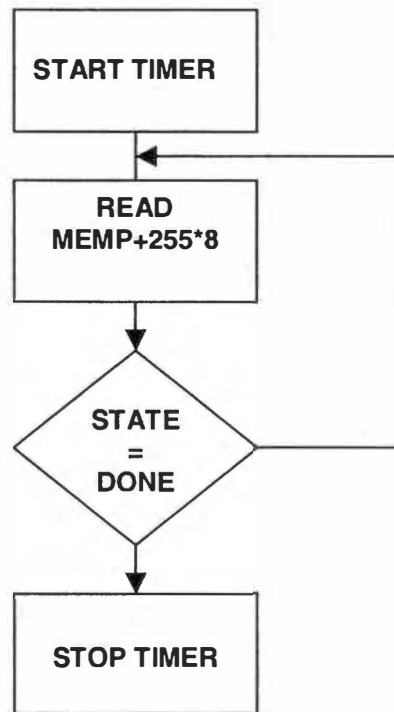 START TIMER
READ
MEMP+255*8
STATE
=
DONE
STOP TIMER